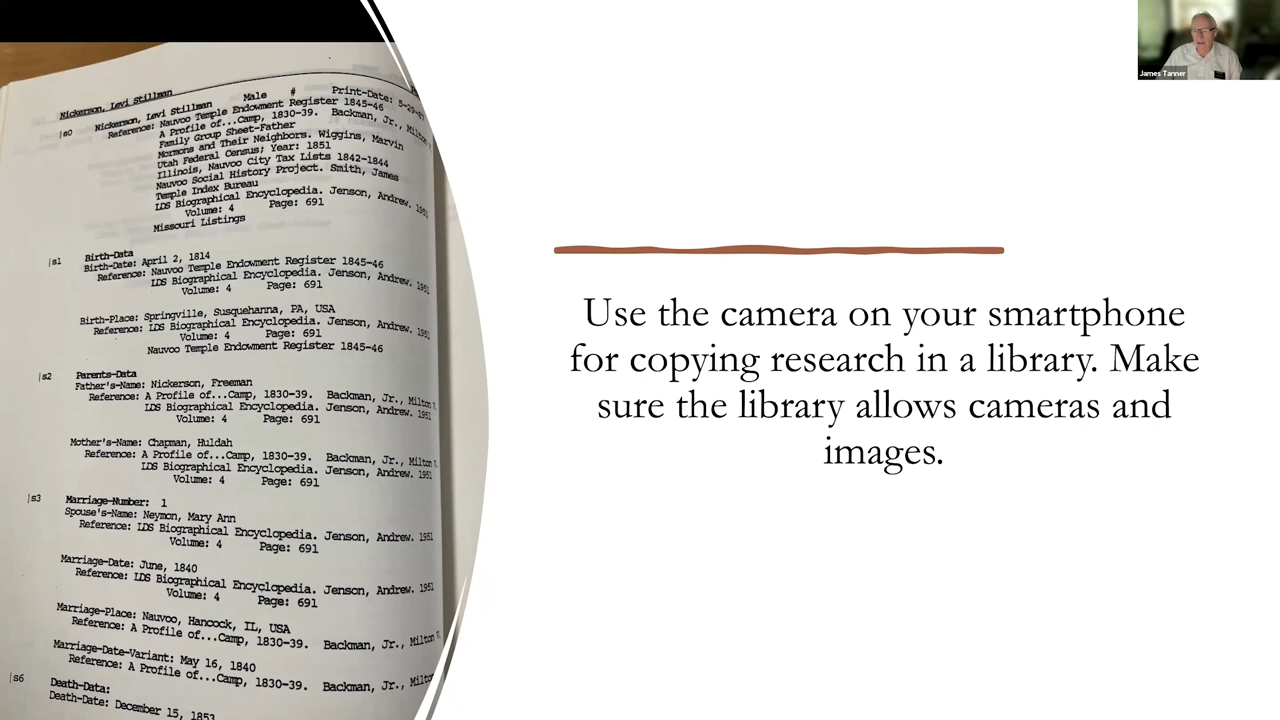 Nickerson, Levi Stillman
|s0 Nickerson, Levi Stillman Male # Print-Date: 5-29-
Reference: Nauvoo Temple Endowment Register 1845-46
A Profile of...Camp, 1830-39. Backman, Jr., Milton
Family Group Sheet-Father
Mormons and Their Neighbors. Wiggins, Marvin
Utah Federal Census; Year: 1851
Illinois, Nauvoo City Tax Lists 1842-1844
Nauvoo Social History Project. Smith, James
Temple Index Bureau
LDS Biographical Encyclopedia. Jenson, Andrew. 1951
Volume: 4 Page: 691
Missouri Listings
|s1 Birth-Data
Birth-Date: April 2, 1814
Reference: Nauvoo Temple Endowment Register 1845-46
LDS Biographical Encyclopedia. Jenson, Andrew. 1951
Volume: 4 Page: 691
Birth-Place: Springville, Susquehanna, PA, USA
Reference: LDS Biographical Encyclopedia. Jenson, Andrew. 1951
Volume: 4 Page: 691
Nauvoo Temple Endowment Register 1845-46
|s2 Parents-Data
Father's-Name: Nickerson, Freeman
Reference: A Profile of...Camp, 1830-39. Backman, Jr., Milton V.
LDS Biographical Encyclopedia. Jenson, Andrew. 1951
Volume: 4 Page: 691
Mother's-Name: Chapman, Huldah
Reference: A Profile of...Camp, 1830-39. Backman, Jr., Milton V.
LDS Biographical Encyclopedia. Jenson, Andrew. 1951
Volume: 4 Page: 691
|s3 Marriage-Number: 1
Spouse's-Name: Neymon, Mary Ann
Reference: LDS Biographical Encyclopedia. Jenson, Andrew. 1951
Volume: 4 Page: 691
Marriage-Date: June, 1840
Reference: LDS Biographical Encyclopedia. Jenson, Andrew. 1951
Volume: 4 Page: 691
Marriage-Place: Nauvoo, Hancock, IL, USA
Reference: A Profile of...Camp, 1830-39. Backman, Jr., Milton V.
Marriage-Date-Variant: May 16, 1840
Reference: A Profile of...Camp, 1830-39. Backman, Jr., Milton
|s6 Death-Data:
Death-Date: December 15, 1853
Use the camera on your smartphone
for copying research in a library. Make
sure the library allows cameras and
images.
James Tanner